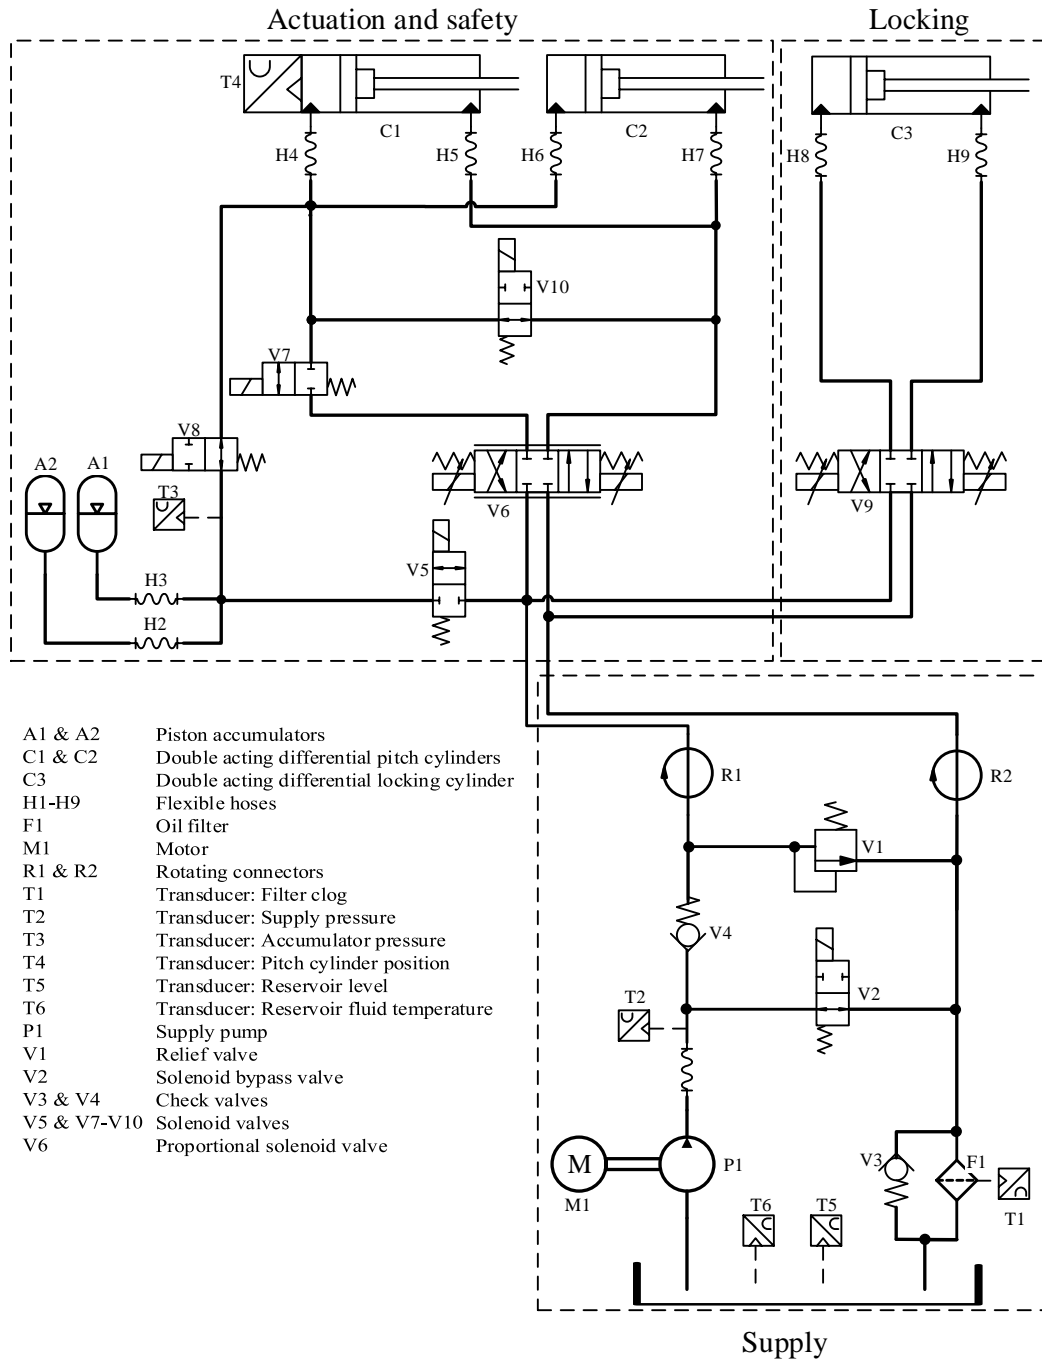 Actuation and safety
Locking
T4
C1
C2
C3
H4
H5
H6
H7
H8
H9
V10
V7
V8
A2
A1
T3
V6
V9
V5
H3
H2
A1 & A2 Piston accumulators
C1 & C2 Double acting differential pitch cylinders
C3 Double acting differential locking cylinder
H1-H9 Flexible hoses
F1 Oil filter
M1 Motor
R1 & R2 Rotating connectors
T1 Transducer: Filter clog
T2 Transducer: Supply pressure
T3 Transducer: Accumulator pressure
T4 Transducer: Pitch cylinder position
T5 Transducer: Reservoir level
T6 Transducer: Reservoir fluid temperature
P1 Supply pump
V1 Relief valve
V2 Solenoid bypass valve
V3 & V4 Check valves
V5 & V7-V10 Solenoid valves
V6 Proportional solenoid valve
R1
R2
V1
V4
T2
V2
M
M1
P1
V3
F1
T1
T6
T5
Supply